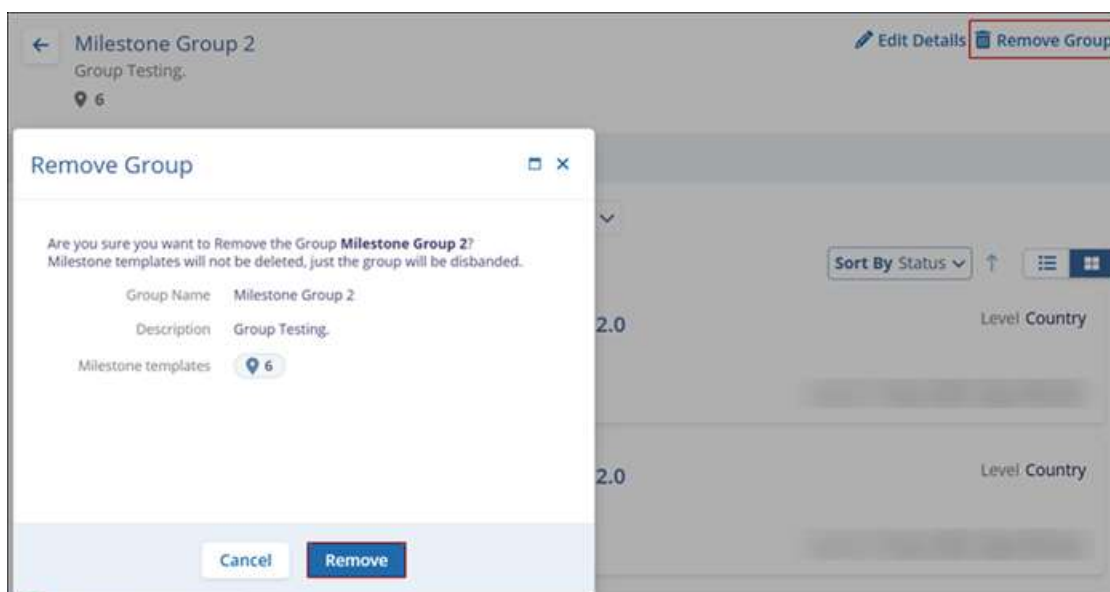 Milestone Group 2
Edit Details Remove Group
Group Testing.
6
Remove Group
Are you sure you want to Remove the Group Milestone Group 2?
Milestone templates will not be deleted, just the group will be disbanded.
Group Name Milestone Group 2
Description Group Testing.
Milestone templates 6
Cancel Remove
Sort By Status
2.0 Level Country
2.0 Level Country